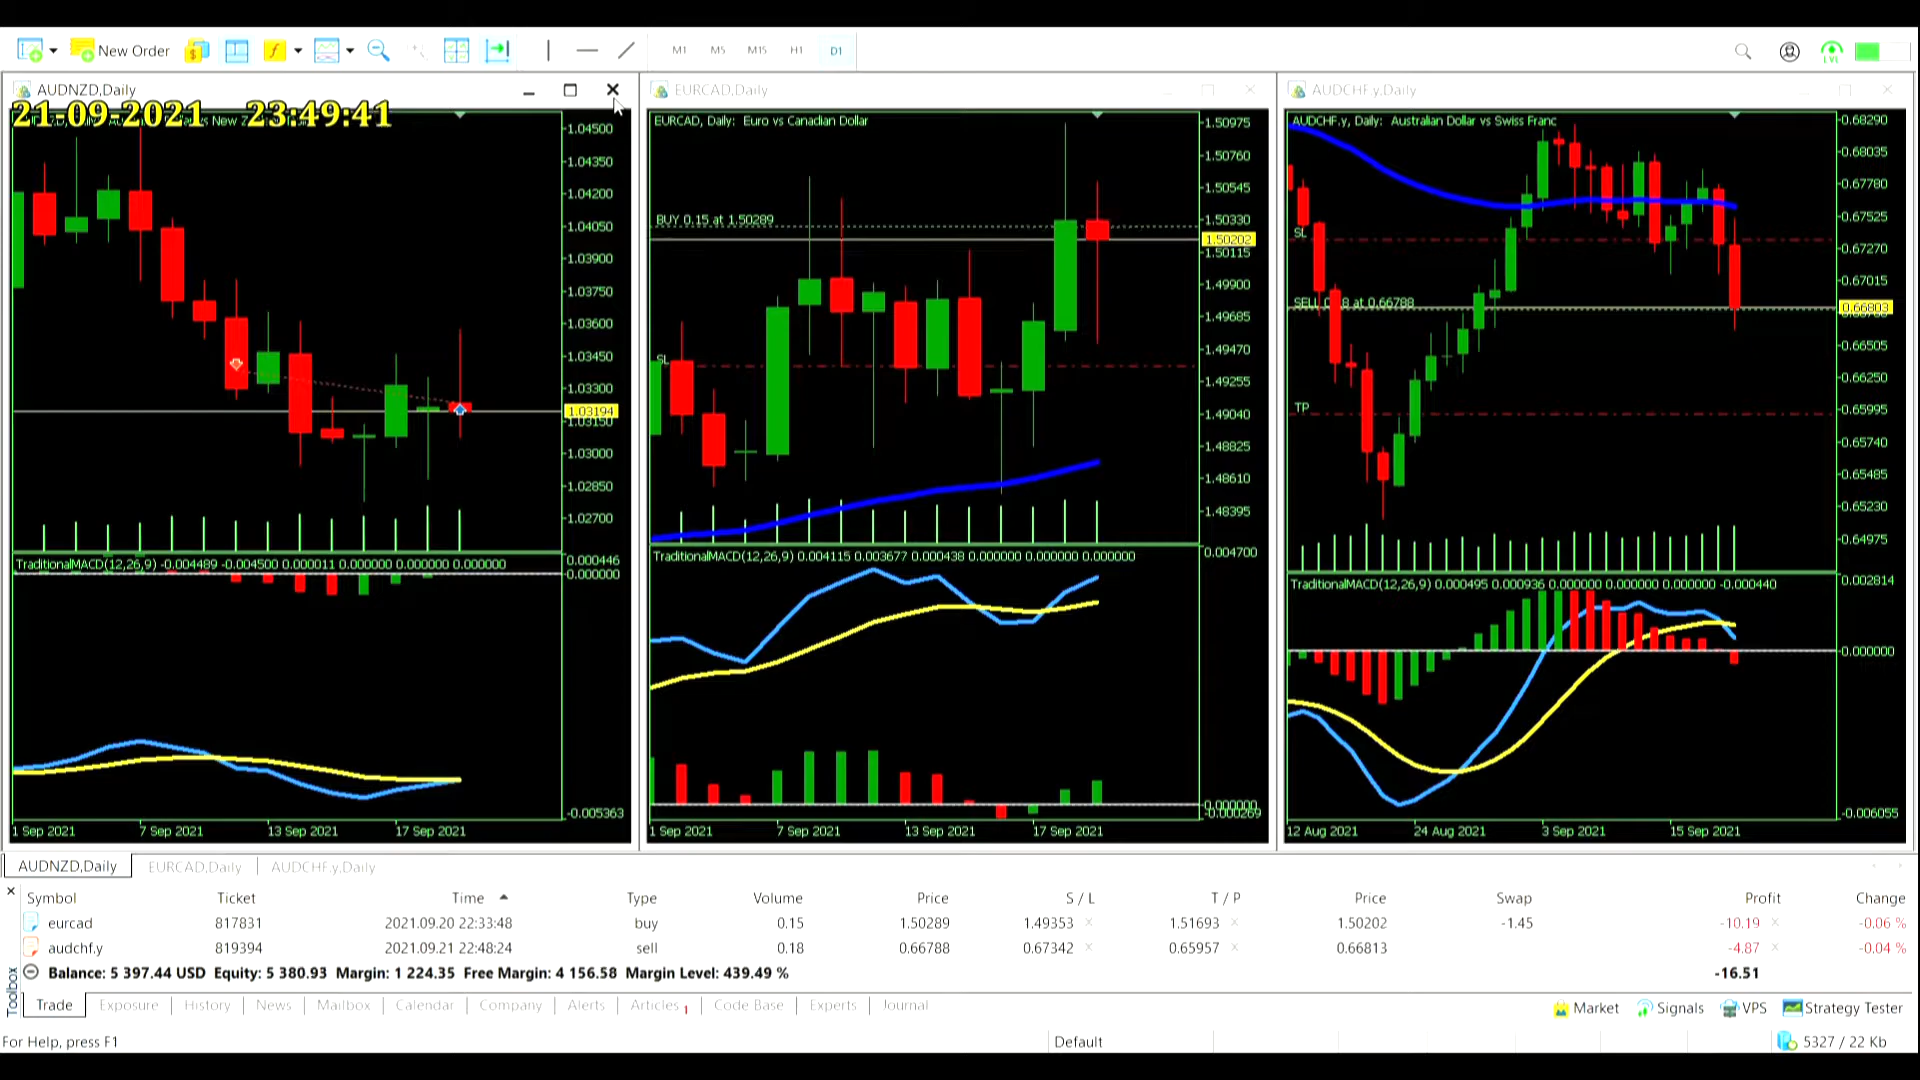 New Order
M1 M5 M15 H1 D1
LVL
AUDNZD,Daily
21-09-2021 23:49:41
1.04500
1.04350
1.04200
1.04050
1.03900
1.03750
1.03600
1.03450
1.03300
1.03194
1.03150
1.03000
1.02850
1.02700
TraditionalMACD(12,26,9) -0.004489 -0.004500 0.000011 0.000000 0.000000 0.000000
0.000446
0.000000
-0.005363
1 Sep 2021 7 Sep 2021 13 Sep 2021 17 Sep 2021
EURCAD,Daily
EURCAD, Daily: Euro vs Canadian Dollar
BUY 0.15 at 1.50289
SL
1.50975
1.50760
1.50545
1.50330
1.50202
1.50115
1.49900
1.49685
1.49470
1.49255
1.49040
1.48825
1.48610
1.48395
TraditionalMACD(12,26,9) 0.004115 0.003677 0.000438 0.000000 0.000000 0.000000
0.004700
0.000000
-0.000269
1 Sep 2021 7 Sep 2021 13 Sep 2021 17 Sep 2021
AUDCHF.y,Daily
AUDCHF.y, Daily: Australian Dollar vs Swiss Franc
SL
SELL 0.18 at 0.66788
TP
0.68290
0.68035
0.67780
0.67525
0.67270
0.67015
0.66803
0.66505
0.66250
0.65995
0.65740
0.65485
0.65230
0.64975
TraditionalMACD(12,26,9) 0.000495 0.000936 0.000000 0.000000 0.000000 -0.000440
0.002814
0.000000
-0.006055
12 Aug 2021 24 Aug 2021 3 Sep 2021 15 Sep 2021
AUDNZD,Daily EURCAD,Daily AUDCHF.y,Daily
Symbol Ticket Time Type Volume Price S / L T / P Price Swap Profit Change
eurcad 817831 2021.09.20 22:33:48 buy 0.15 1.50289 1.49353 1.51693 1.50202 -1.45 -10.19 -0.06 %
audchf.y 819394 2021.09.21 22:48:24 sell 0.18 0.66788 0.67342 0.65957 0.66813 -4.87 -0.04 %
Balance: 5 397.44 USD Equity: 5 380.93 Margin: 1 224.35 Free Margin: 4 156.58 Margin Level: 439.49 % -16.51
Toolbox
Trade Exposure History News Mailbox Calendar Company Alerts Articles 1 Code Base Experts Journal
Market Signals VPS Strategy Tester
For Help, press F1 Default 5327 / 22 Kb